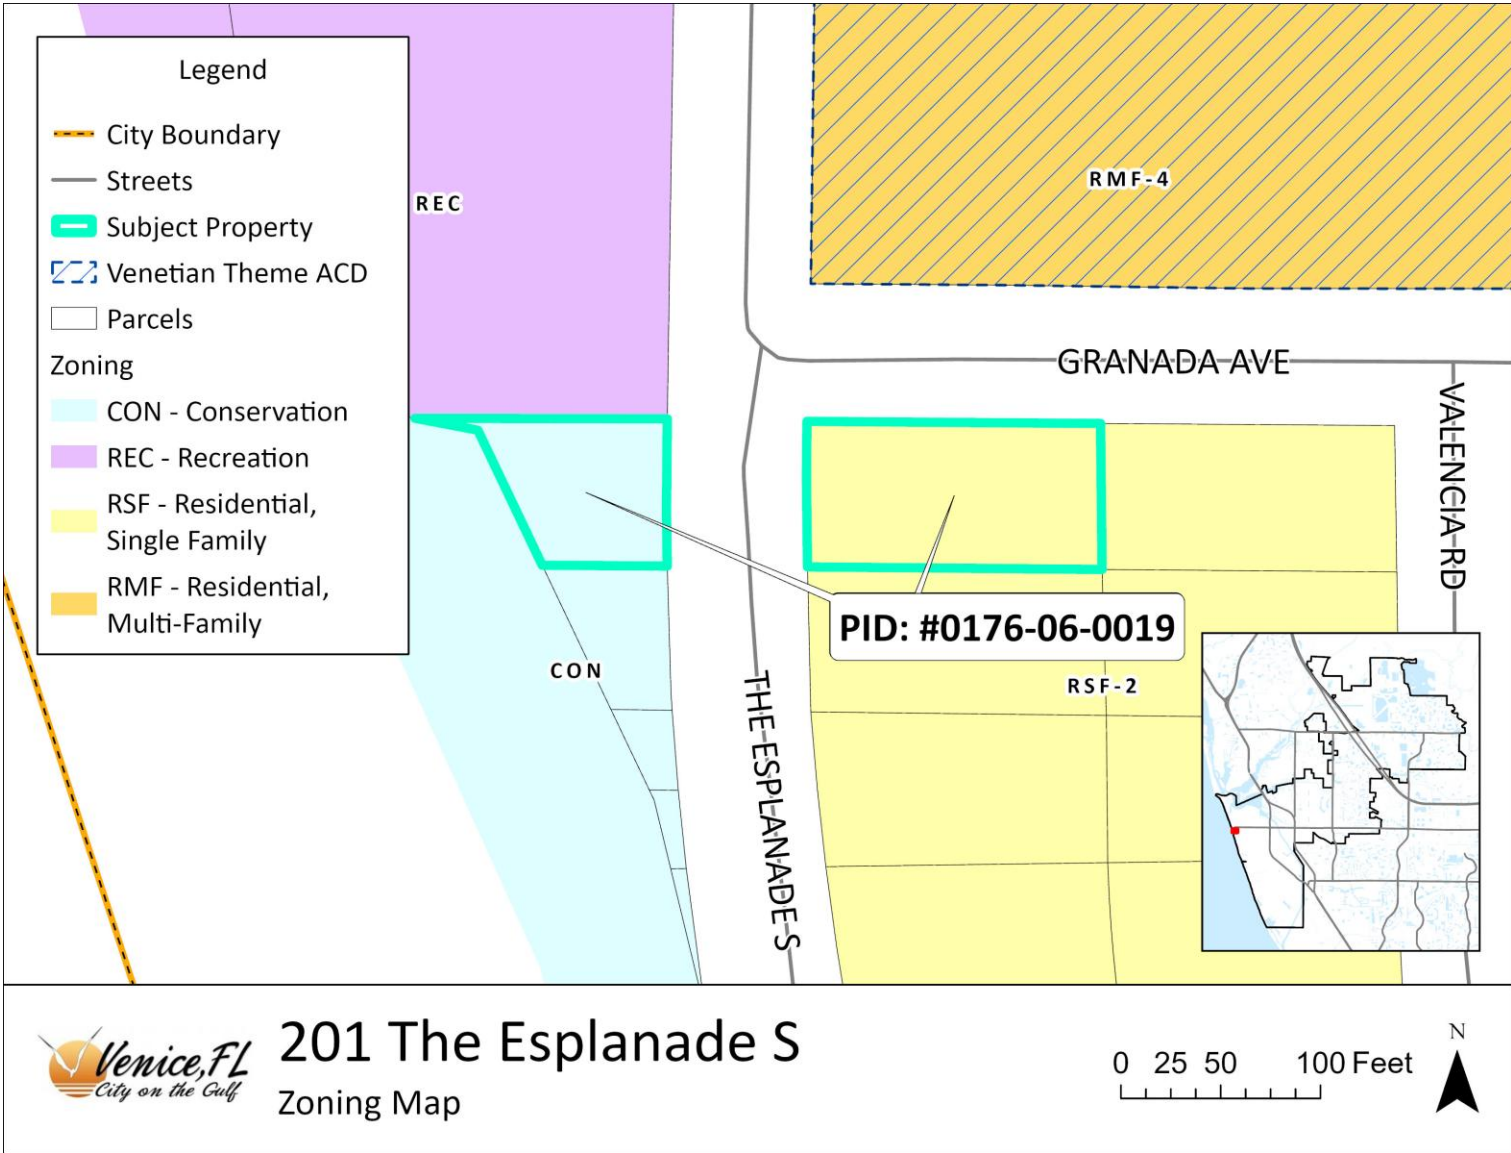 Legend
City Boundary
Streets
Subject Property
Venetian Theme ACD
Parcels
Zoning
CON - Conservation
REC - Recreation
RSF - Residential,
Single Family
RMF - Residential,
Multi-Family
REC
RMF-4
GRANADA AVE
VALENCIA RD
PID: #0176-06-0019
CON
RSF-2
THE ESPLANADE S
Venice, FL
City on the Gulf
201 The Esplanade S
Zoning Map
0 25 50 100 Feet
N